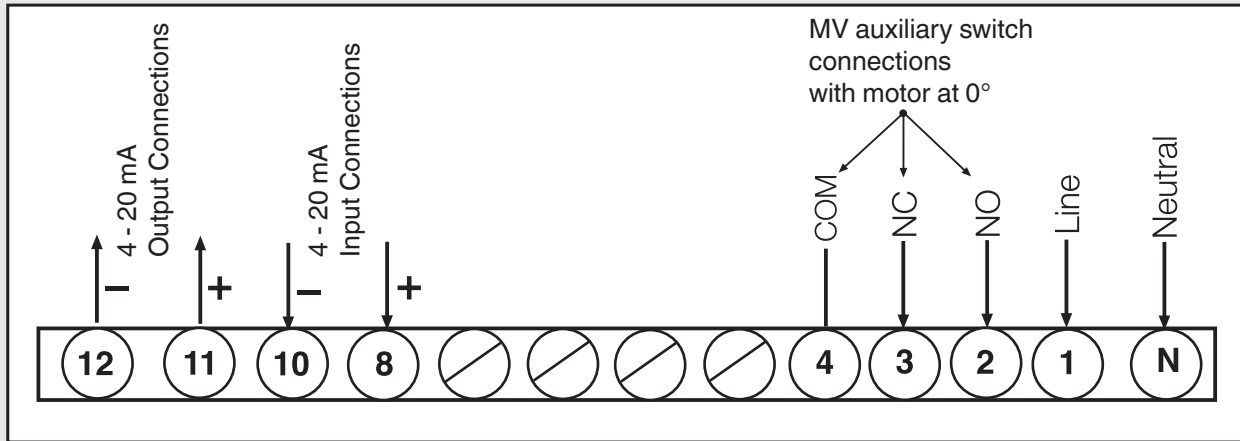 MV auxiliary switch
connections
with motor at 0°
4 - 20 mA
Output Connections
4 - 20 mA
Input Connections
COM
NC
NO
Line
Neutral
− + − +
12 11 10 8 4 3 2 1 N